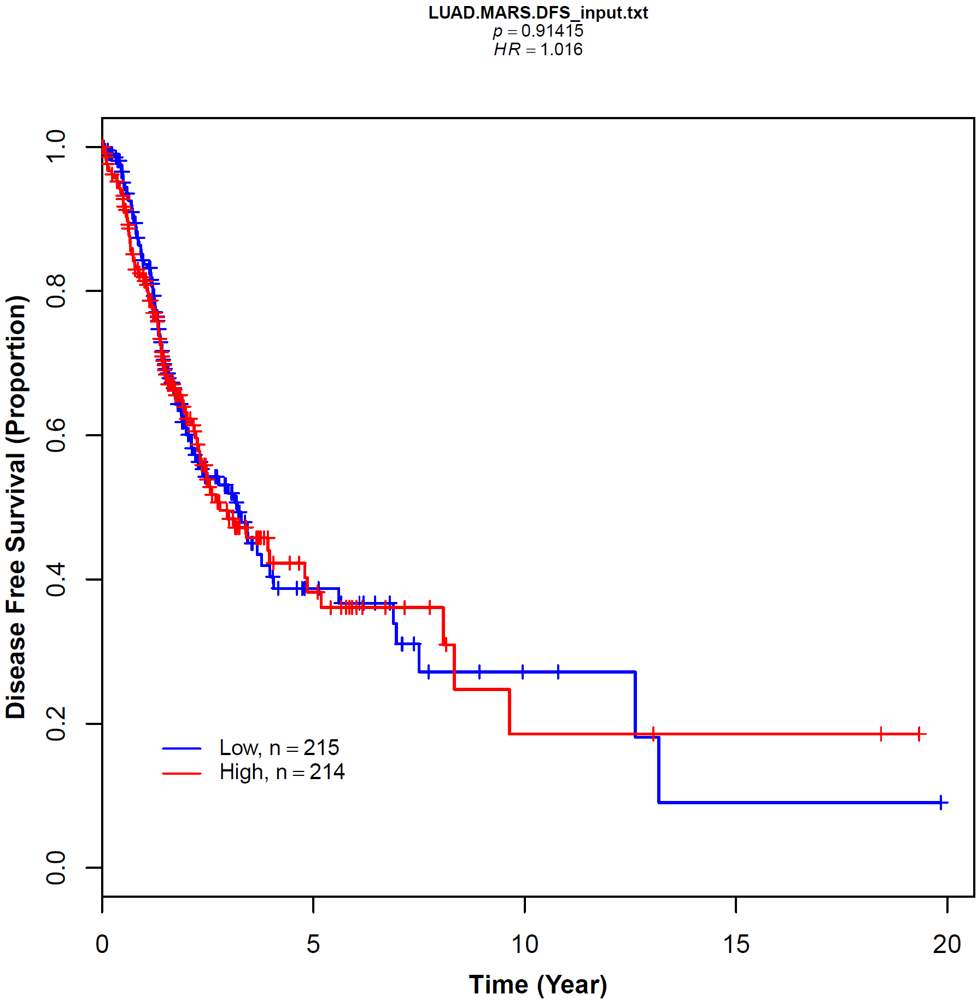 LUAD.MARS.DFS_input.txt
p = 0.91415
HR = 1.016
Disease Free Survival (Proportion)
1.0
0.8
0.6
0.4
0.2
0.0
Low, n = 215
High, n = 214
0 5 10 15 20
Time (Year)